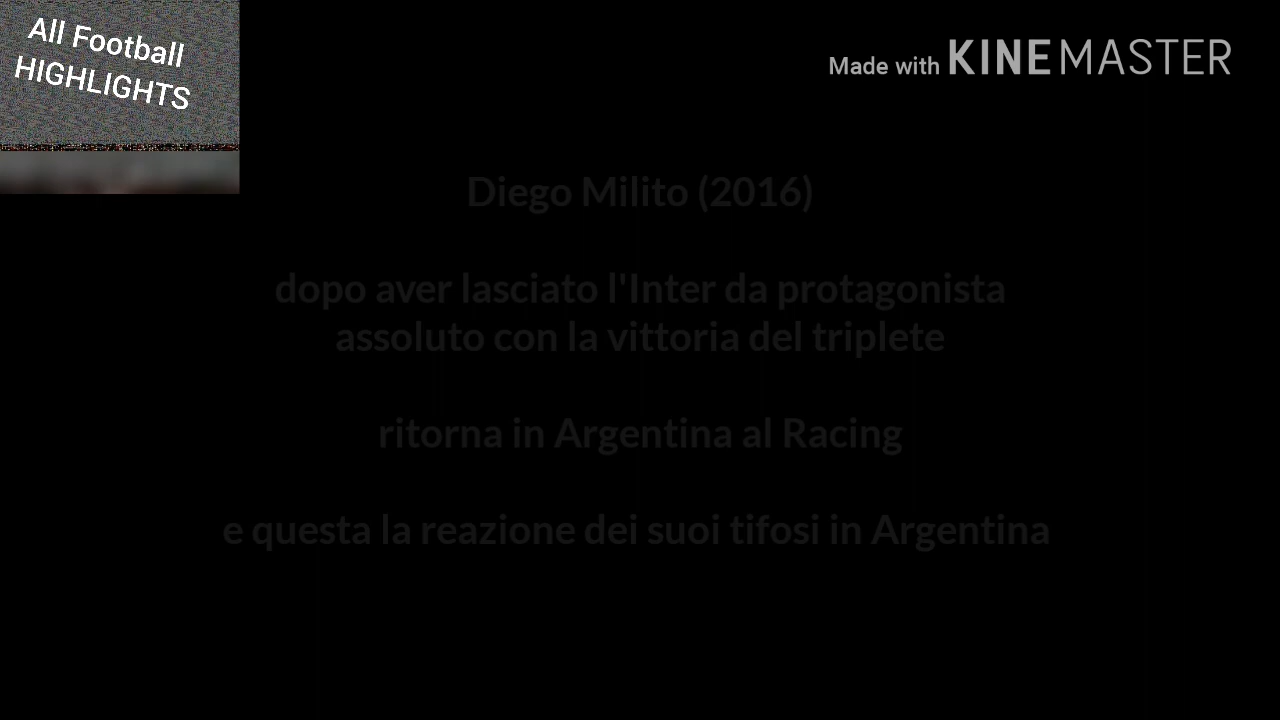 All Football
HIGHLIGHTS
Made with KINEMASTER
Diego Milito (2016)
dopo aver lasciato l'Inter da protagonista
assoluto con la vittoria del triplete
ritorna in Argentina al Racing
e questa la reazione dei suoi tifosi in Argentina